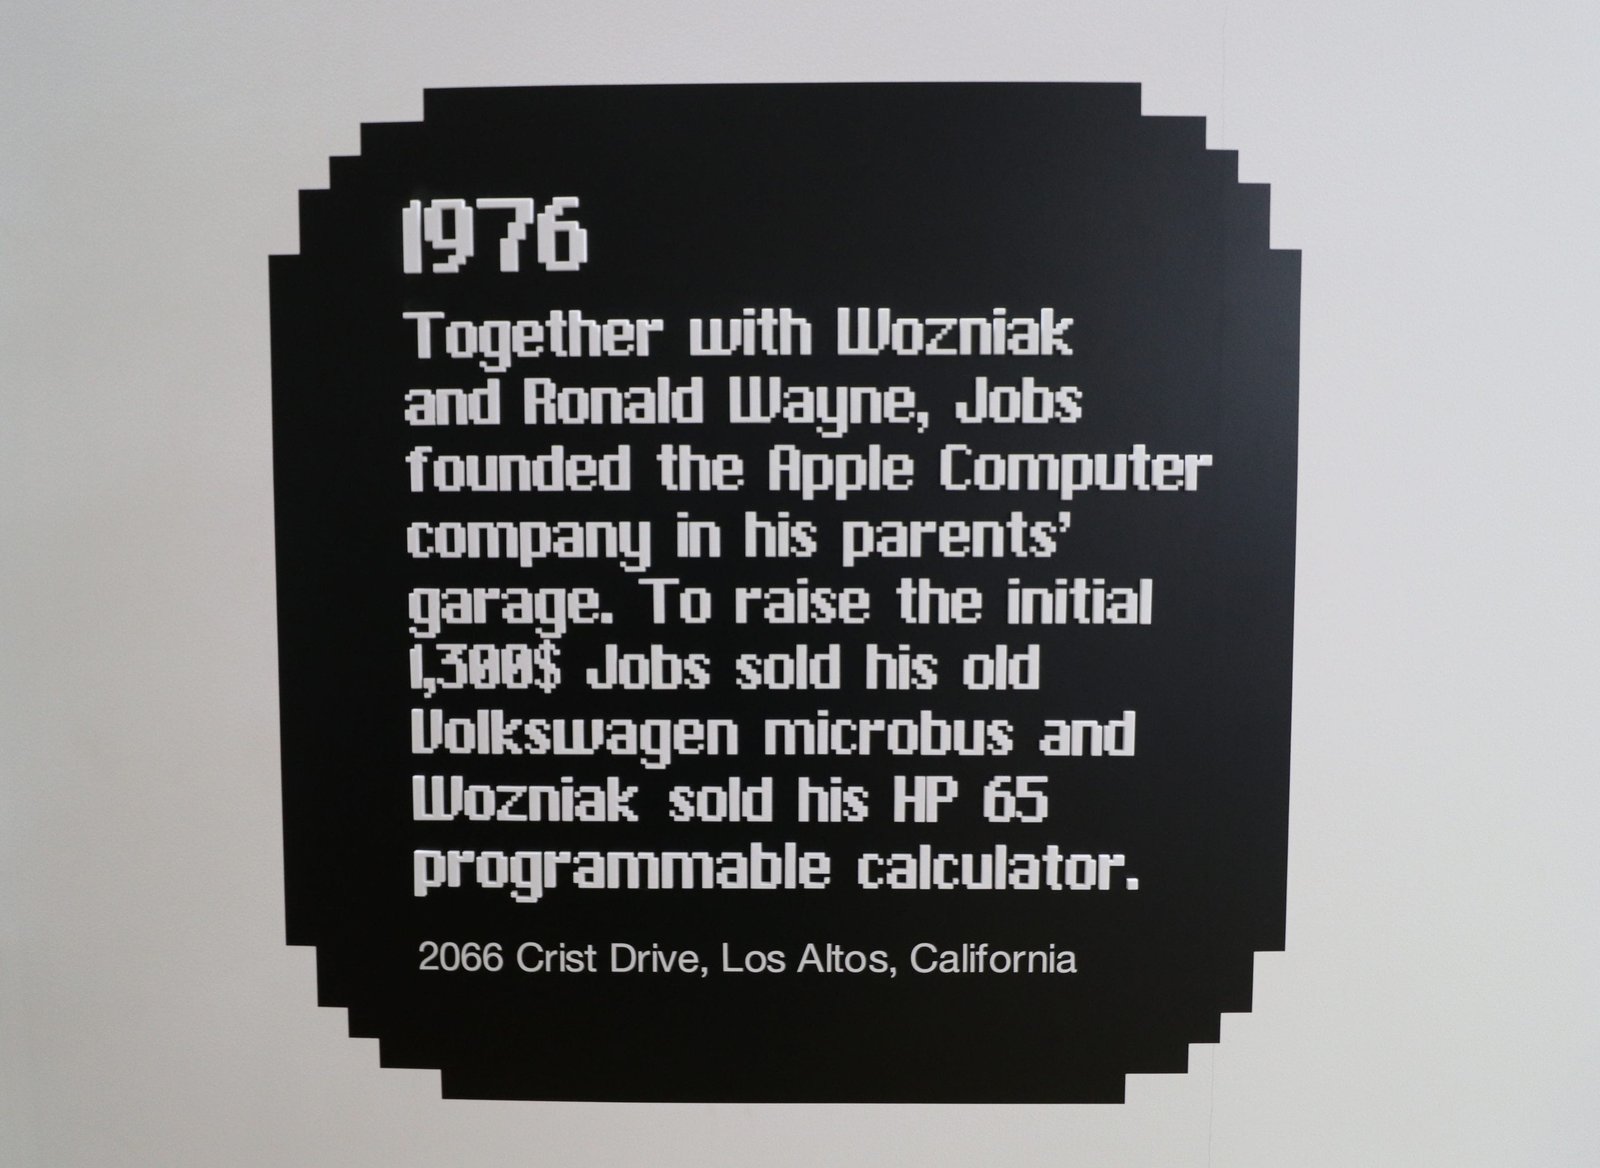 1976
Together with Wozniak
and Ronald Wayne, Jobs
founded the Apple Computer
company in his parents'
garage. To raise the initial
1,300$ Jobs sold his old
Volkswagen microbus and
Wozniak sold his HP 65
programmable calculator.
2066 Crist Drive, Los Altos, California